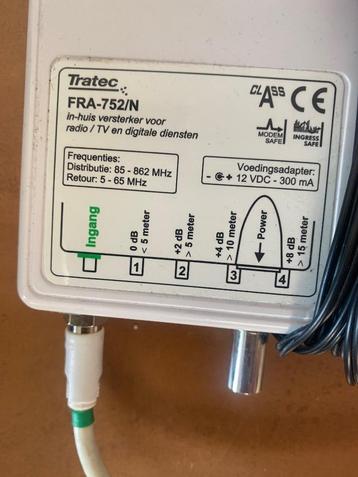 Tratec
FRA-752/N
in-huis versterker voor
radio / TV en digitale diensten
CLASS
A CE
MODEM
SAFE
INGRESS
SAFE
Frequenties:
Distributie: 85 - 862 MHz
Retour: 5 - 65 MHz
Voedingsadapter:
- + 12 VDC - 300 mA
Ingang
0 dB
< 5 meter
+2 dB
> 5 meter
+4 dB
> 10 meter
Power
+8 dB
> 15 meter
1
2
3
4